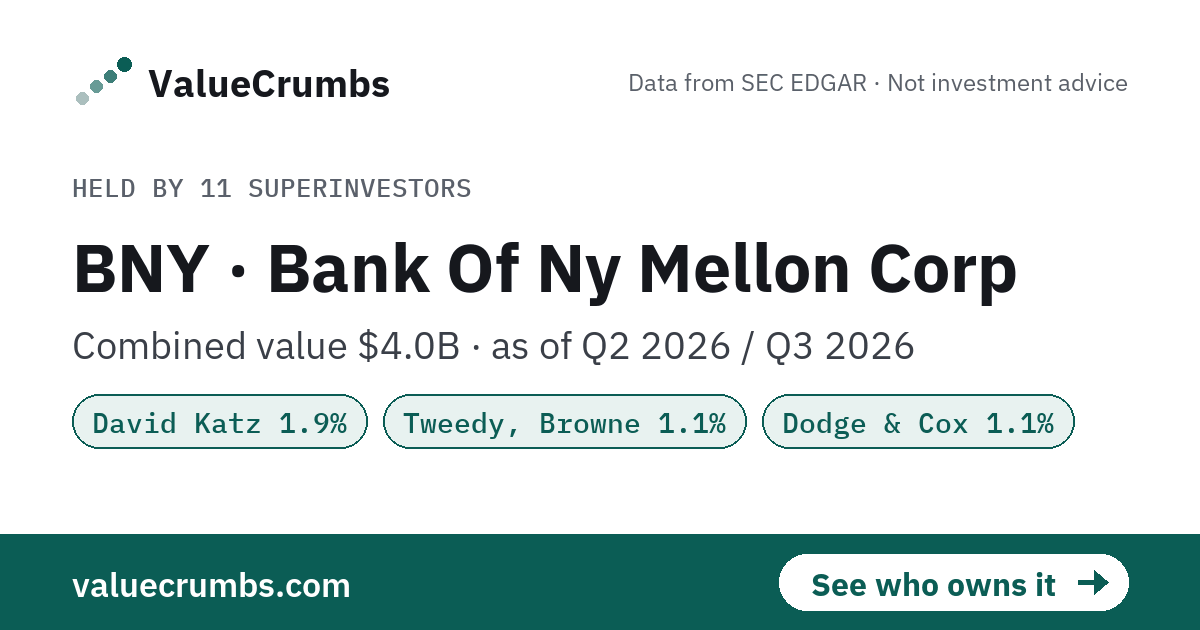 ValueCrumbs
Data from SEC EDGAR · Not investment advice
HELD BY 11 SUPERINVESTORS
BNY · Bank Of Ny Mellon Corp
Combined value $4.0B · as of Q2 2026 / Q3 2026
David Katz 1.9%
Tweedy, Browne 1.1%
Dodge & Cox 1.1%
valuecrumbs.com
See who owns it →